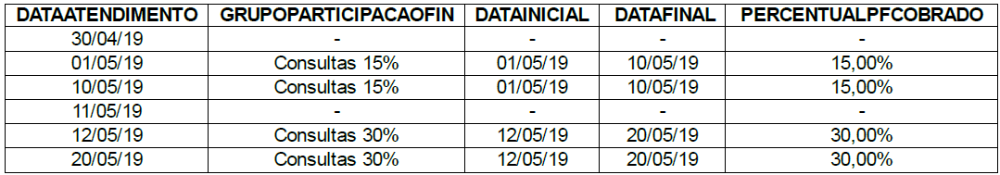 DATAATENDIMENTO GRUPOPARTICIPACAOFIN DATAINICIAL DATAFINAL PERCENTUALPFCOBRADO
30/04/19 - - - -
01/05/19 Consultas 15% 01/05/19 10/05/19 15,00%
10/05/19 Consultas 15% 01/05/19 10/05/19 15,00%
11/05/19 - - - -
12/05/19 Consultas 30% 12/05/19 20/05/19 30,00%
20/05/19 Consultas 30% 12/05/19 20/05/19 30,00%